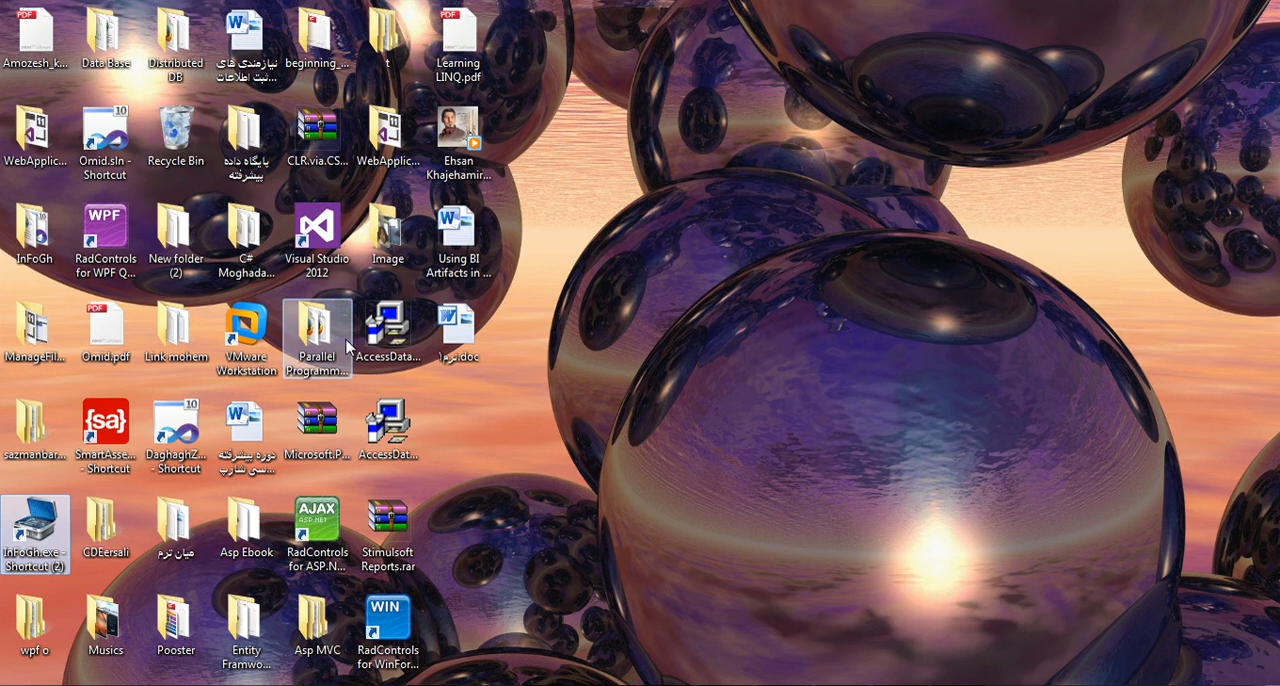 PDF
Amozesh_k...
Data Base
Distributed
DB
نیازمندی های
ثبت اطلاعات...
beginning_...
t
PDF
Learning
LINQ.pdf
WebApplic...
10
Omid.sln -
Shortcut
Recycle Bin
پایگاه داده
پیشرفته
CLR.via.CS...
11
WebApplic...
Ehsan
Khajehamir...
InFoGh
WPF
RadControls
for WPF Q...
New folder
(2)
C#
Moghada...
Visual Studio
2012
Image
Using BI
Artifacts in ...
ManageFil...
PDF
Omid.pdf
Link mohem
VMware
Workstation
Parallel
Programm...
AccessData...
ترم۱.doc
sazmanbar...
{sa}
SmartAsse...
- Shortcut
10
DaghaghZ...
- Shortcut
دوره پیشرفته
سی شارپ...
Microsoft.P...
AccessDat...
InFoGh.exe -
Shortcut (2)
CDEersali
میان ترم
Asp Ebook
AJAX
ASP.NET
RadControls
for ASP.N...
Stimulsoft
Reports.rar
wpf o
Musics
Pooster
Entity
Framwo...
Asp MVC
WIN
RadControls
for WinFor...